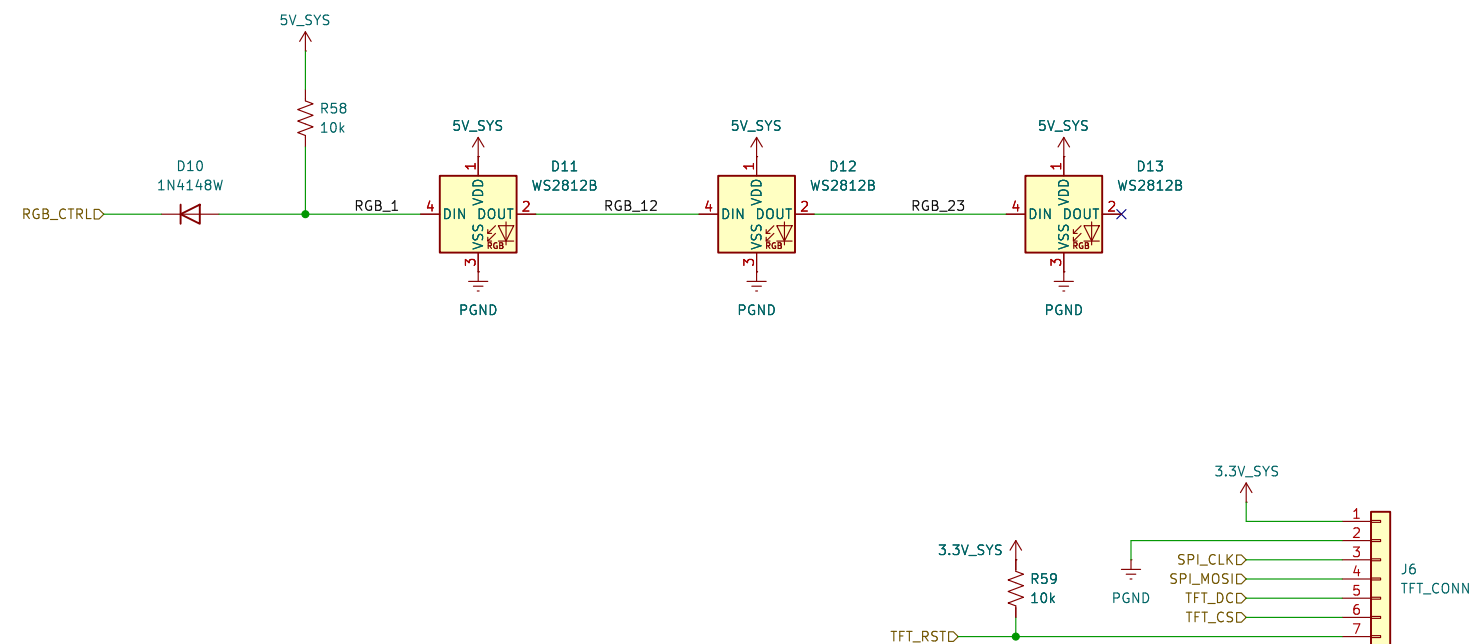 5V_SYS
R58
10k
D10
1N4148W
RGB_CTRL
RGB_1
5V_SYS
1
D11
WS2812B
4
DIN
VDD
DOUT
2
VSS
RGB
3
PGND
RGB_12
5V_SYS
1
D12
WS2812B
4
DIN
VDD
DOUT
2
VSS
RGB
3
PGND
RGB_23
5V_SYS
1
D13
WS2812B
4
DIN
VDD
DOUT
2
VSS
RGB
3
PGND
3.3V_SYS
1
2
SPI_CLK
3
SPI_MOSI
4
TFT_DC
5
TFT_CS
6
7
J6
TFT_CONN
PGND
3.3V_SYS
R59
10k
TFT_RST